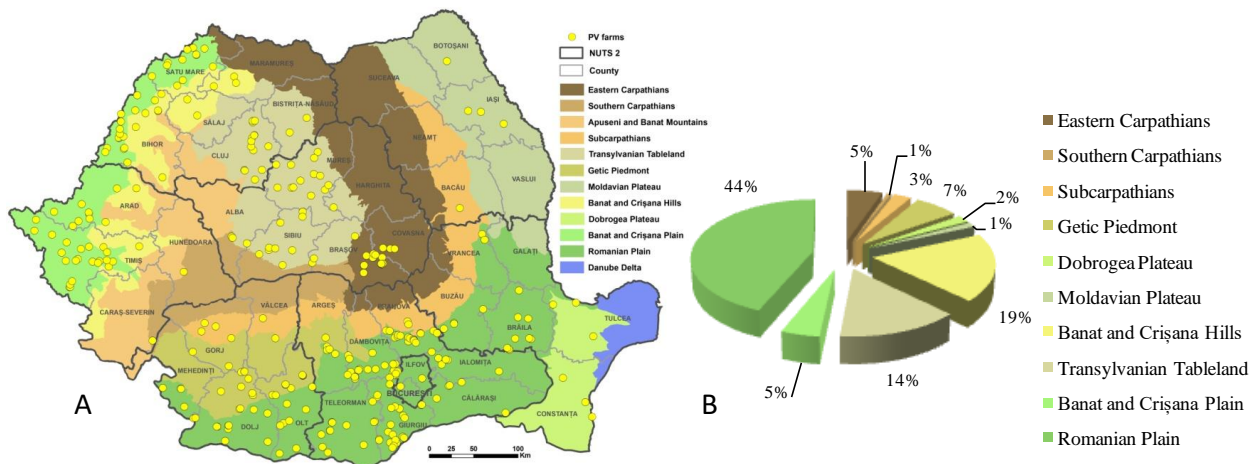 PV farms
NUTS 2
County
Eastern Carpathians
Southern Carpathians
Apuseni and Banat Mountains
Subcarpathians
Transylvanian Tableland
Getic Piedmont
Moldavian Plateau
Banat and Crișana Hills
Dobrogea Plateau
Banat and Crișana Plain
Romanian Plain
Danube Delta
BOTOȘANI
SATU MARE
MARAMUREȘ
SUCEAVA
IAȘI
BISTRIȚA-NĂSĂUD
SĂLAJ
NEAMȚ
BIHOR
CLUJ
MUREȘ
HARGHITA
BACĂU
VASLUI
ARAD
ALBA
HUNEDOARA
SIBIU
BRAȘOV
COVASNA
VRANCEA
GALAȚI
TIMIȘ
CARAȘ-SEVERIN
VÂLCEA
ARGEȘ
PRAHOVA
BUZĂU
BRĂILA
TULCEA
GORJ
DÂMBOVIȚA
MEHEDINȚI
ILFOV
IALOMIȚA
BUCUREȘTI
CĂLĂRAȘI
TELEORMAN
CONSTANȚA
DOLJ
OLT
GIURGIU
A
0 25 50 100
Km
44%
5%
1%
3%
7%
2%
1%
19%
14%
5%
B
Eastern Carpathians
Southern Carpathians
Subcarpathians
Getic Piedmont
Dobrogea Plateau
Moldavian Plateau
Banat and Crișana Hills
Transylvanian Tableland
Banat and Crișana Plain
Romanian Plain